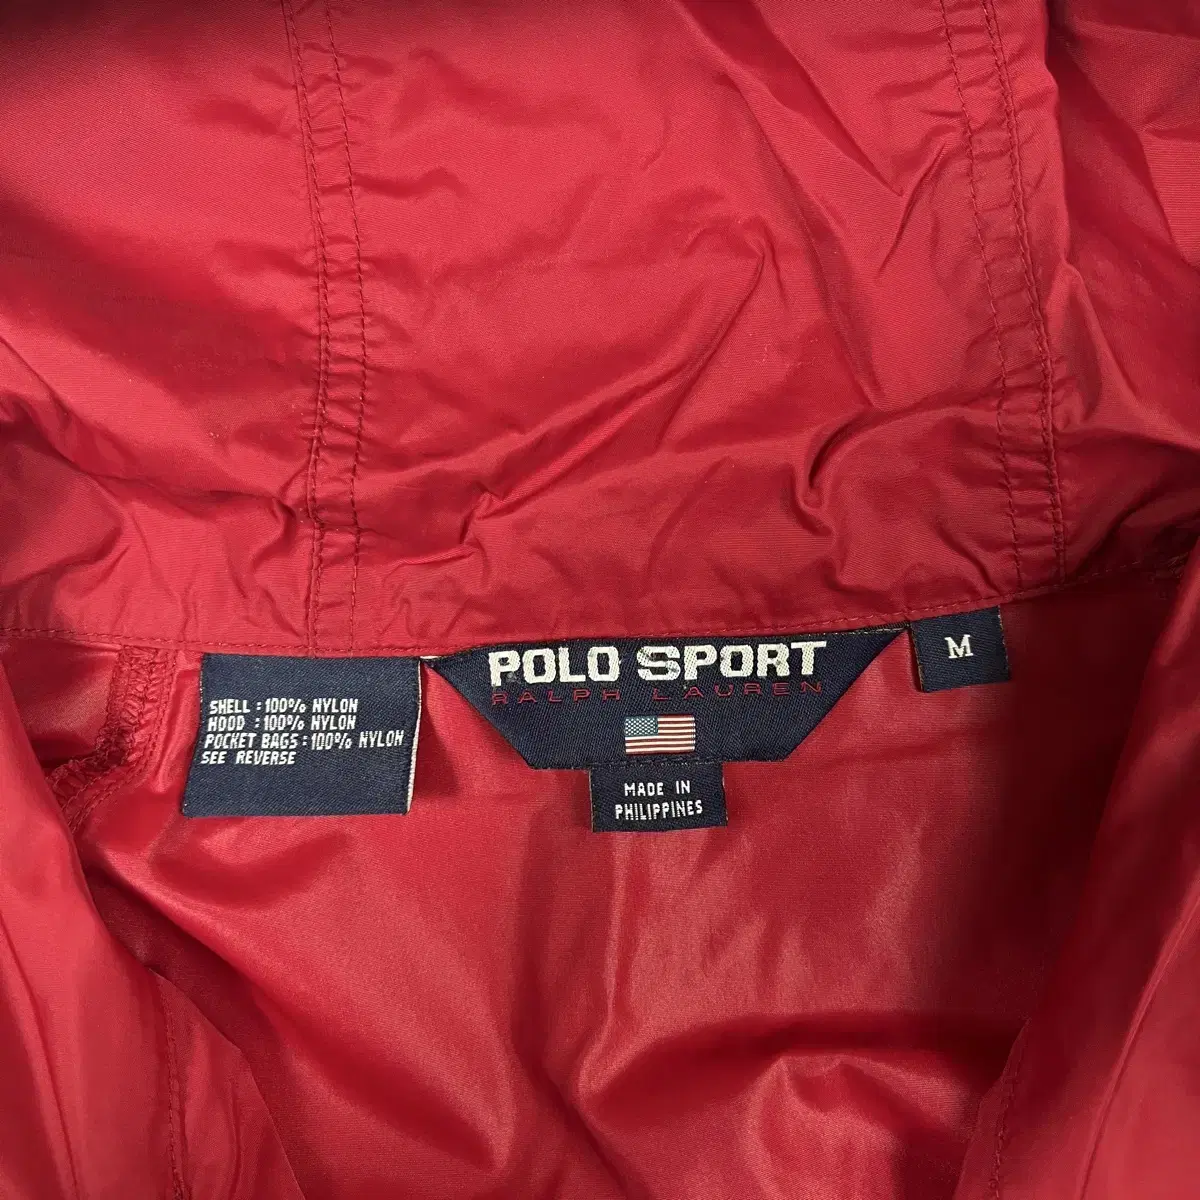 SHELL : 100% NYLON
HOOD : 100% NYLON
POCKET BAGS : 100% NYLON
SEE REVERSE
POLO SPORT
RALPH LAUREN
MADE IN
PHILIPPINES
M